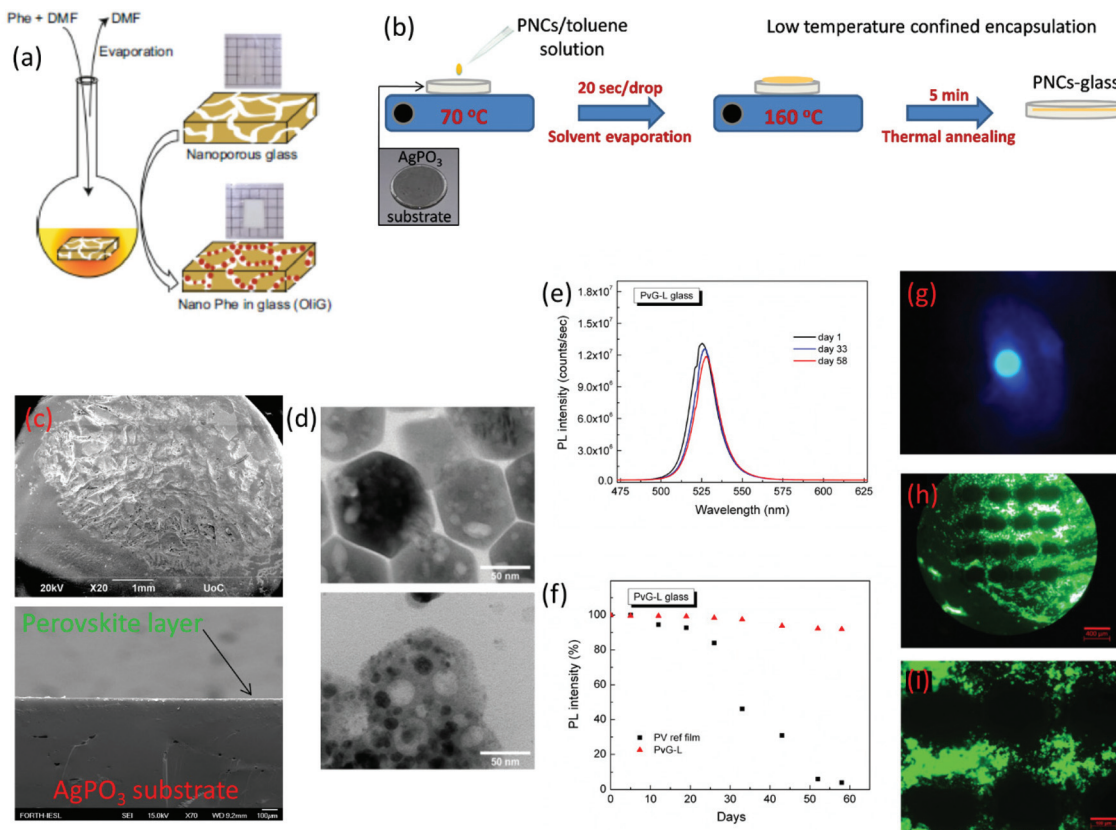 (a)
Phe + DMF
DMF
Evaporation
Nanoporous glass
Nano Phe in glass (OliG)
(b)
PNCs/toluene
solution
Low temperature confined encapsulation
PNCs-glass
20 sec/drop
5 min
70 °C
160 °C
Solvent evaporation
Thermal annealing
AgPO3
substrate
(c)
20kV X20 1mm UoC
Perovskite layer
AgPO3 substrate
FORTH-IESL SEI 15.0kV X70 WD 9.2mm 100µm
(d)
50 nm
50 nm
(e)
PvG-L glass
1.8x10⁷
1.5x10⁷
1.2x10⁷
9.0x10⁶
6.0x10⁶
3.0x10⁶
0.0
day 1
day 33
day 58
PL intensity (counts/sec)
475 500 525 550 575 600 625
Wavelength (nm)
(f)
PvG-L glass
100
80
60
40
20
0
PL intensity (%)
PV ref film
PvG-L
0 10 20 30 40 50 60
Days
(g)
(h)
400 µm
(i)